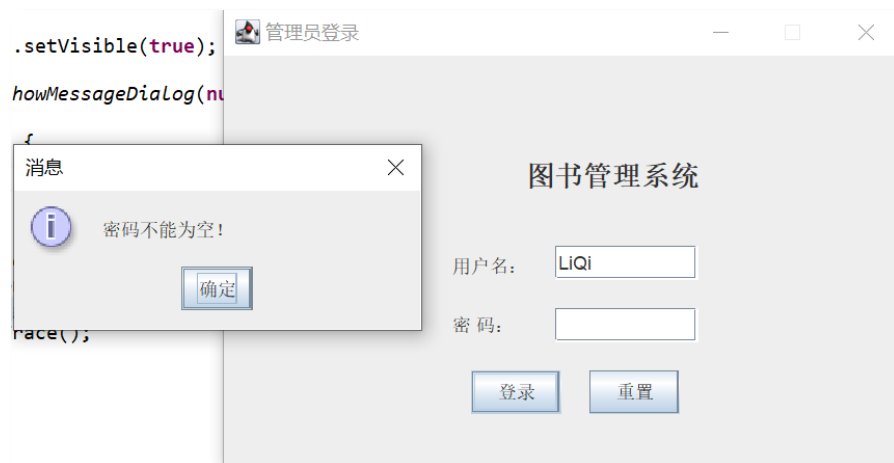 .setVisible(true);
howMessageDialog(nu
{
race();
管理员登录
图书管理系统
用户名：
LiQi
密 码：
登录
重置
消息
密码不能为空！
确定